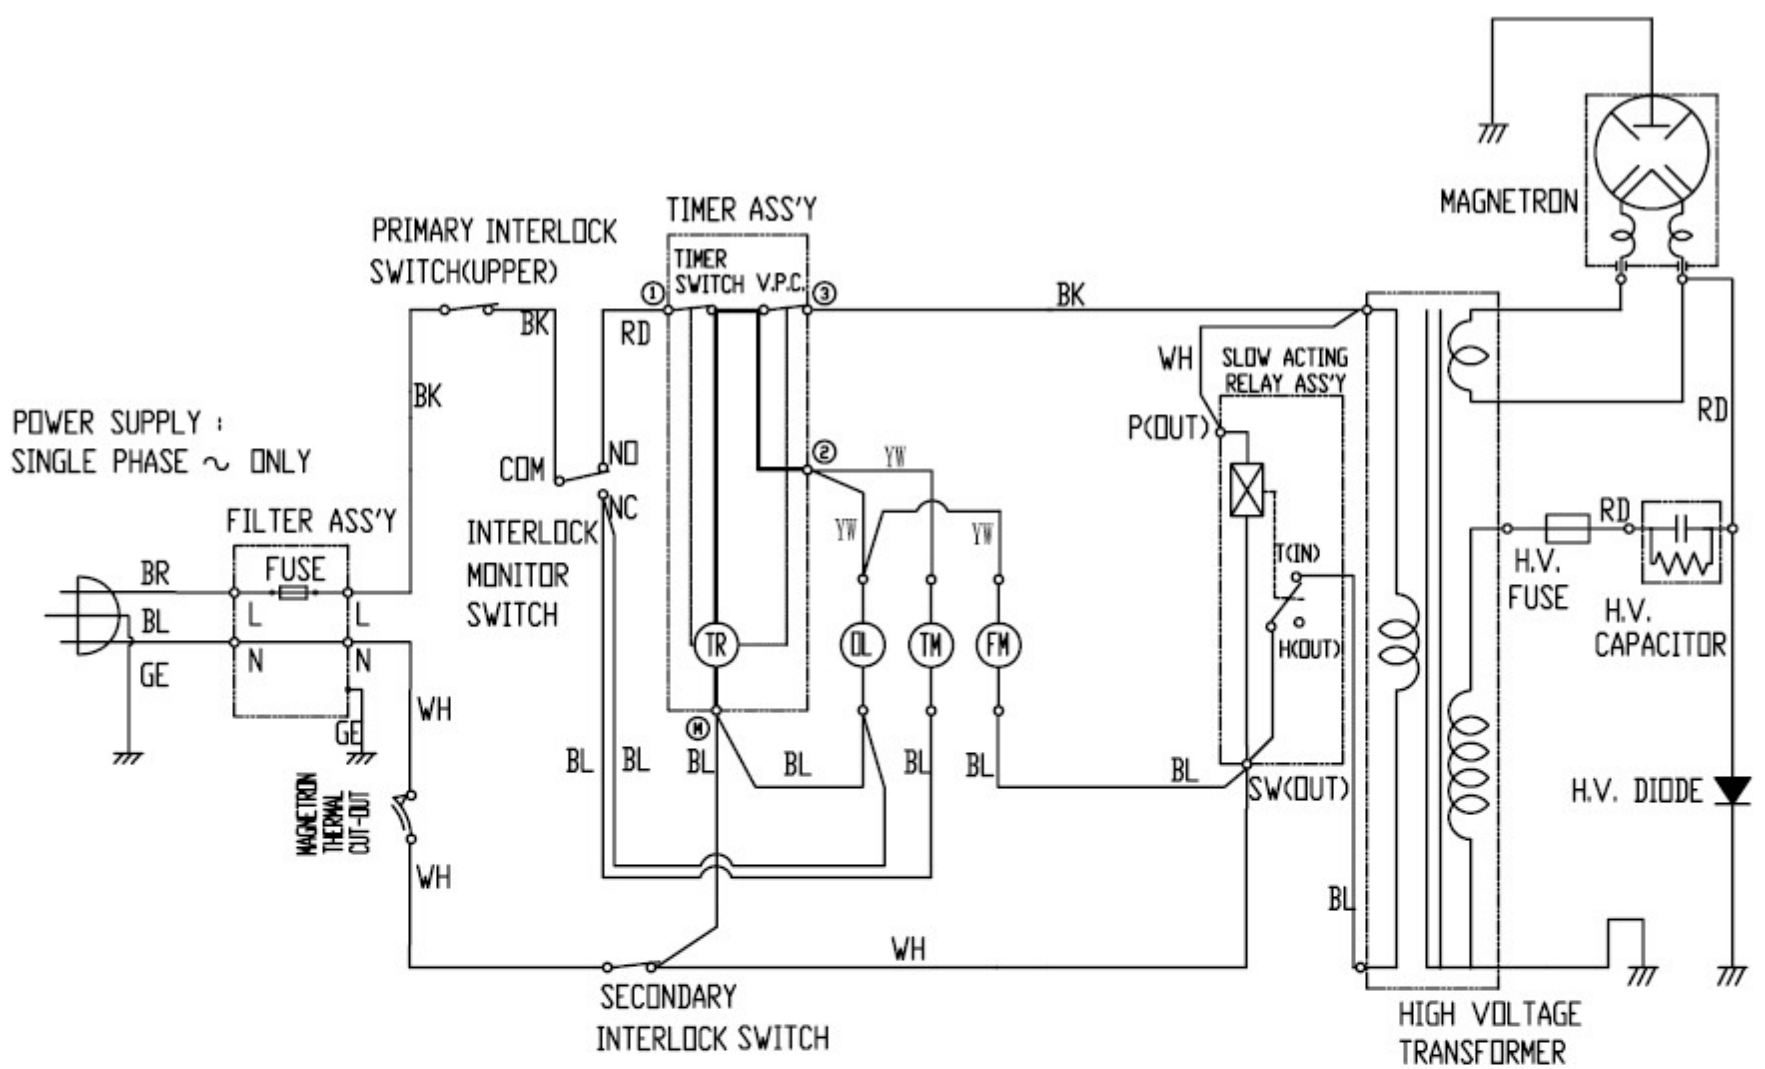 MAGNETRON
TIMER ASS'Y
PRIMARY INTERLOCK
SWITCH(UPPER)
TIMER
SWITCH V.P.C.
1
3
BK
BK
RD
WH
SLOW ACTING
RELAY ASS'Y
BK
RD
POWER SUPPLY :
SINGLE PHASE ~ ONLY
P(OUT)
COM
NO
2
YW
NC
FILTER ASS'Y
INTERLOCK
MONITOR
SWITCH
YW
YW
RD
T(IN)
H.V.
FUSE
H.V.
CAPACITOR
BR
FUSE
BL
L
L
GE
N
N
TR
OL
TM
FM
H(OUT)
WH
GE
M
BL
BL
BL
BL
BL
BL
BL
SW(OUT)
H.V. DIODE
MAGNETRON
THERMAL
CUT-OUT
WH
BL
WH
SECONDARY
INTERLOCK SWITCH
HIGH VOLTAGE
TRANSFORMER